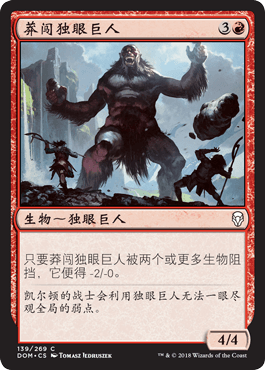 莽闯独眼巨人 3
生物～独眼巨人
只要莽闯独眼巨人被两个或更多生物阻
挡，它便得 -2/-0。
凯尔顿的战士会利用独眼巨人无法一眼尽
观全局的弱点。
4/4
139/269 C
DOM • CS TOMASZ JEDRUSZEK
™ & © 2018 Wizards of the Coast